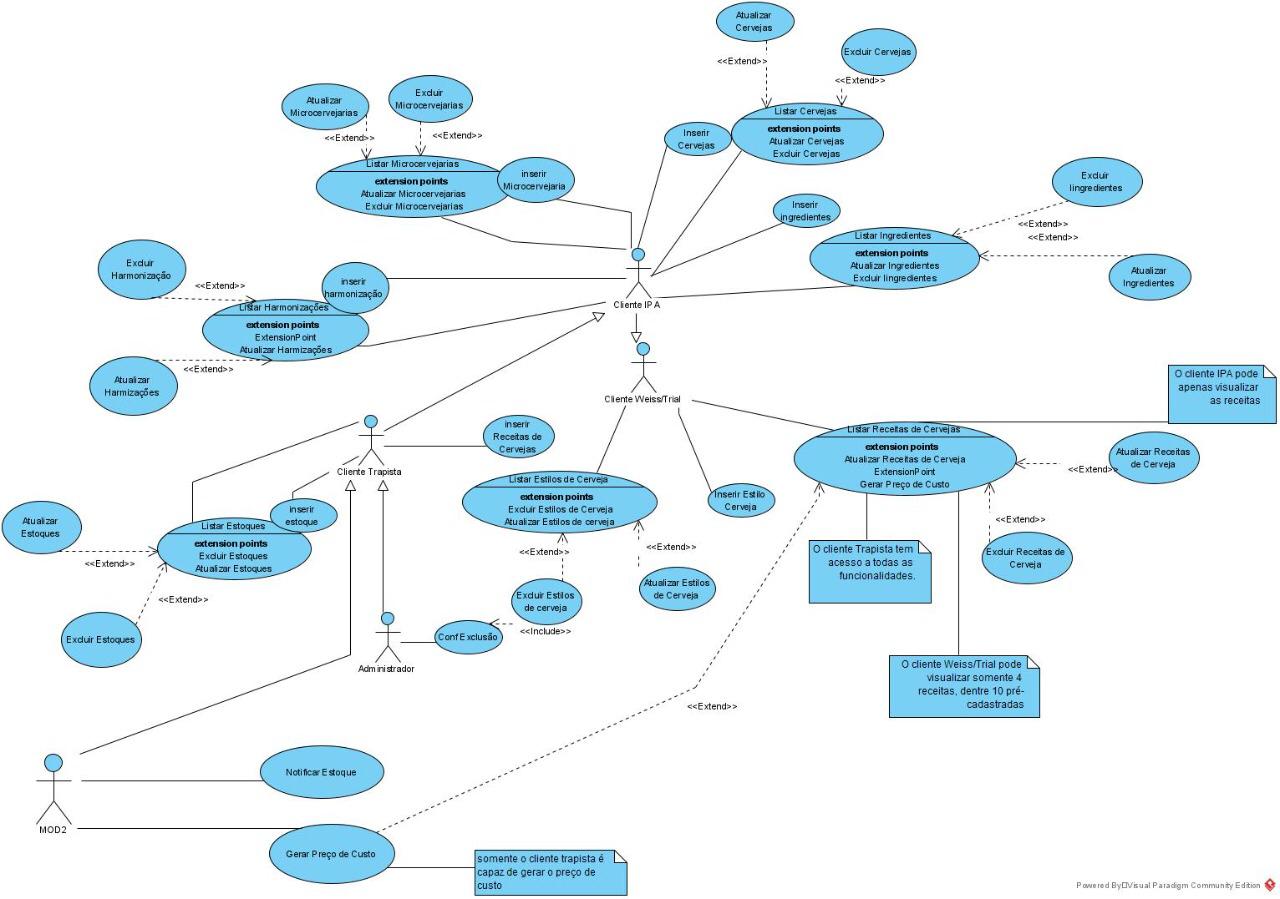 Atualizar
Cervejas
Excluir Cervejas
<<Extend>>
<<Extend>>
Listar Cervejas
extension points
Atualizar Cervejas
Excluir Cervejas
Inserir
Cervejas
Atualizar
Microcervejarias
Excluir
Microcervejarias
<<Extend>>
<<Extend>>
Listar Microcervejarias
extension points
Atualizar Microcervejarias
Excluir Microcervejarias
inserir
Microcervejaria
Excluir
Iingredientes
Inserir
ingredientes
<<Extend>>
<<Extend>>
Listar Ingredientes
extension points
Atualizar Ingredientes
Excluir Iingredientes
Atualizar
Ingredientes
Excluir
Harmonização
<<Extend>>
inserir
harmonização
Listar Harmonizações
extension points
ExtensionPoint
Atualizar Harmizações
<<Extend>>
Atualizar
Harmizações
Cliente IPA
Cliente Weiss/Trial
O cliente IPA pode
apenas visualizar
as receitas
inserir
Receitas de
Cervejas
Cliente Trapista
Listar Receitas de Cervejas
extension points
Atualizar Receitas de Cerveja
ExtensionPoint
Gerar Preço de Custo
<<Extend>>
Atualizar Receitas
de Cerveja
Listar Estilos de Cerveja
extension points
Excluir Estilos de Cerveja
Atualizar Estilos de cerveja
Inserir Estilo
Cerveja
inserir
estoque
Atualizar
Estoques
Listar Estoques
extension points
Excluir Estoques
Atualizar Estoques
<<Extend>>
<<Extend>>
Excluir Estoques
<<Extend>>
<<Extend>>
<<Extend>>
O cliente Trapista tem
acesso a todas as
funcionalidades.
Excluir Receitas de
Cerveja
Excluir Estilos
de cerveja
Atualizar Estilos
de Cerveja
<<Include>>
Conf Exclusão
Administrador
O cliente Weiss/Trial pode
visualizar somente 4
receitas, dentre 10 pré-
cadastradas
<<Extend>>
Notificar Estoque
MOD2
Gerar Preço de Custo
somente o cliente trapista é
capaz de gerar o preço de
custo
Powered By Visual Paradigm Community Edition